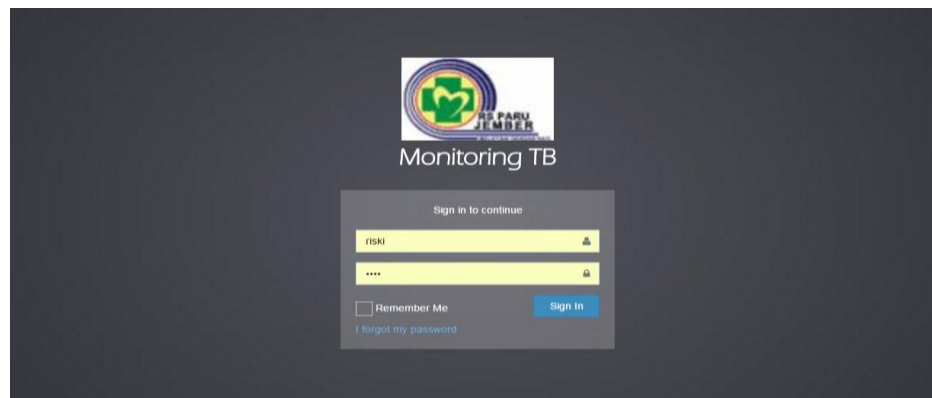 RS PARU
JEMBER
Monitoring TB
Sign in to continue
riski
••••
Remember Me
Sign In
I forgot my password